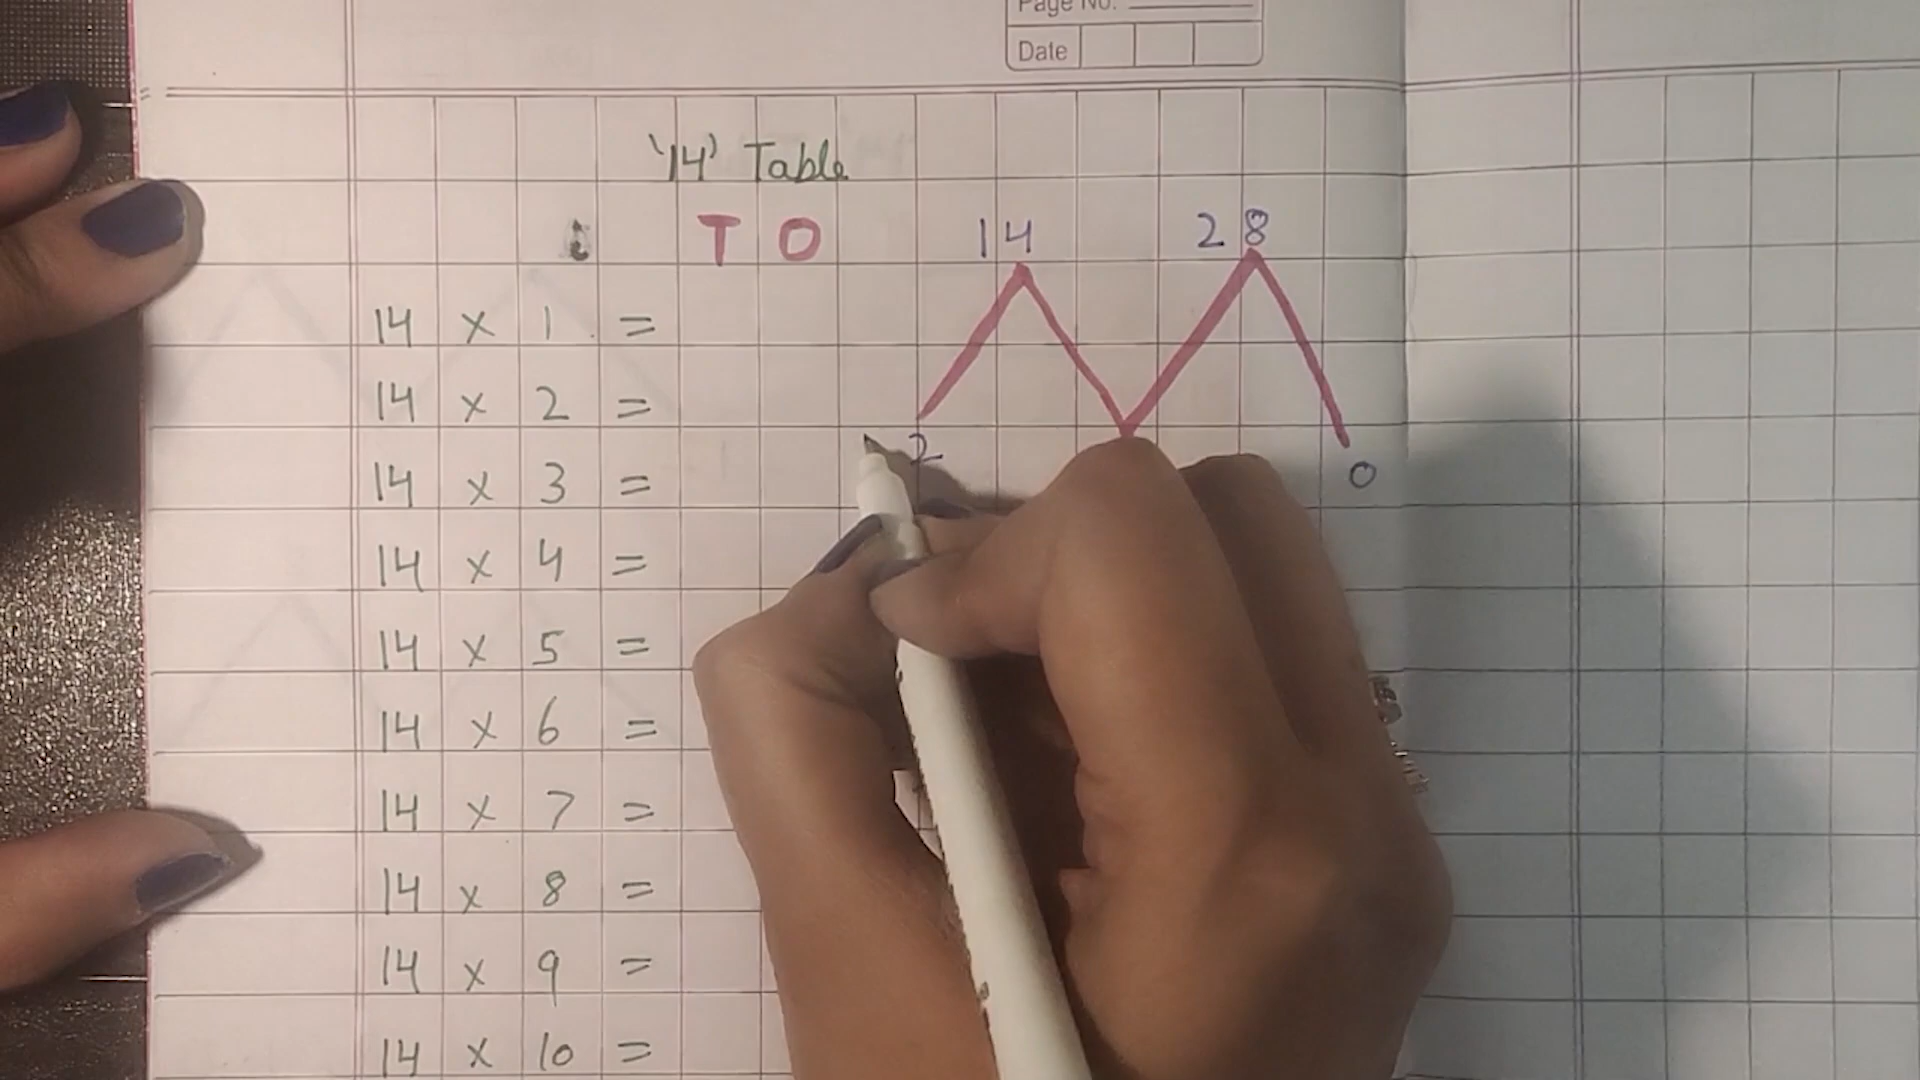 Page No.
Date
'14' Table
T O
14 28
14 x 1 =
14 x 2 =
2 0
14 x 3 =
14 x 4 =
14 x 5 =
14 x 6 =
14 x 7 =
14 x 8 =
14 x 9 =
14 x 10 =